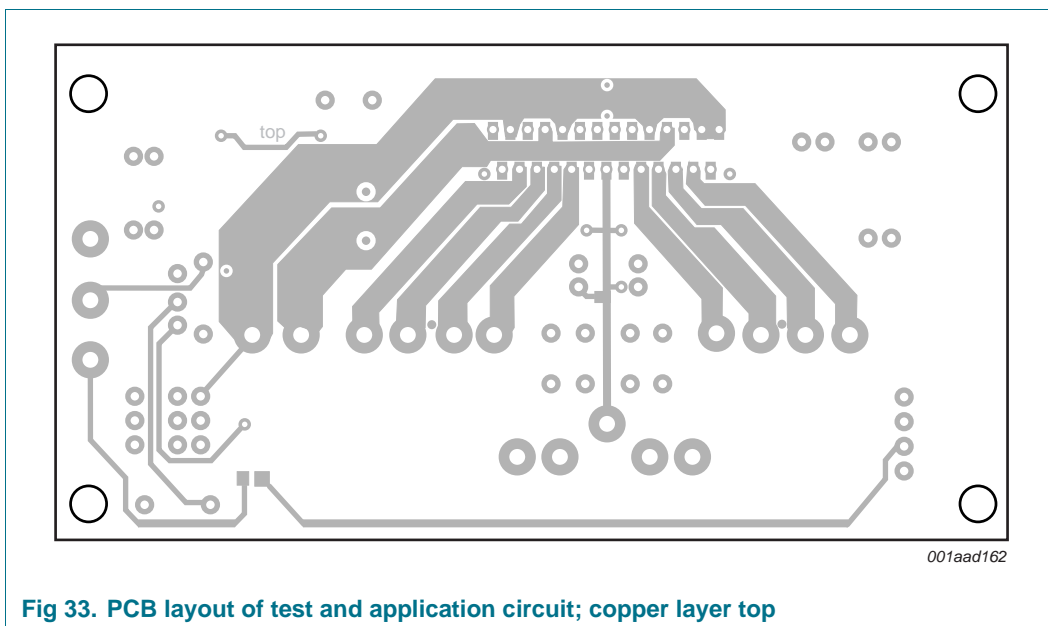 top
001aad162
Fig 33. PCB layout of test and application circuit; copper layer top